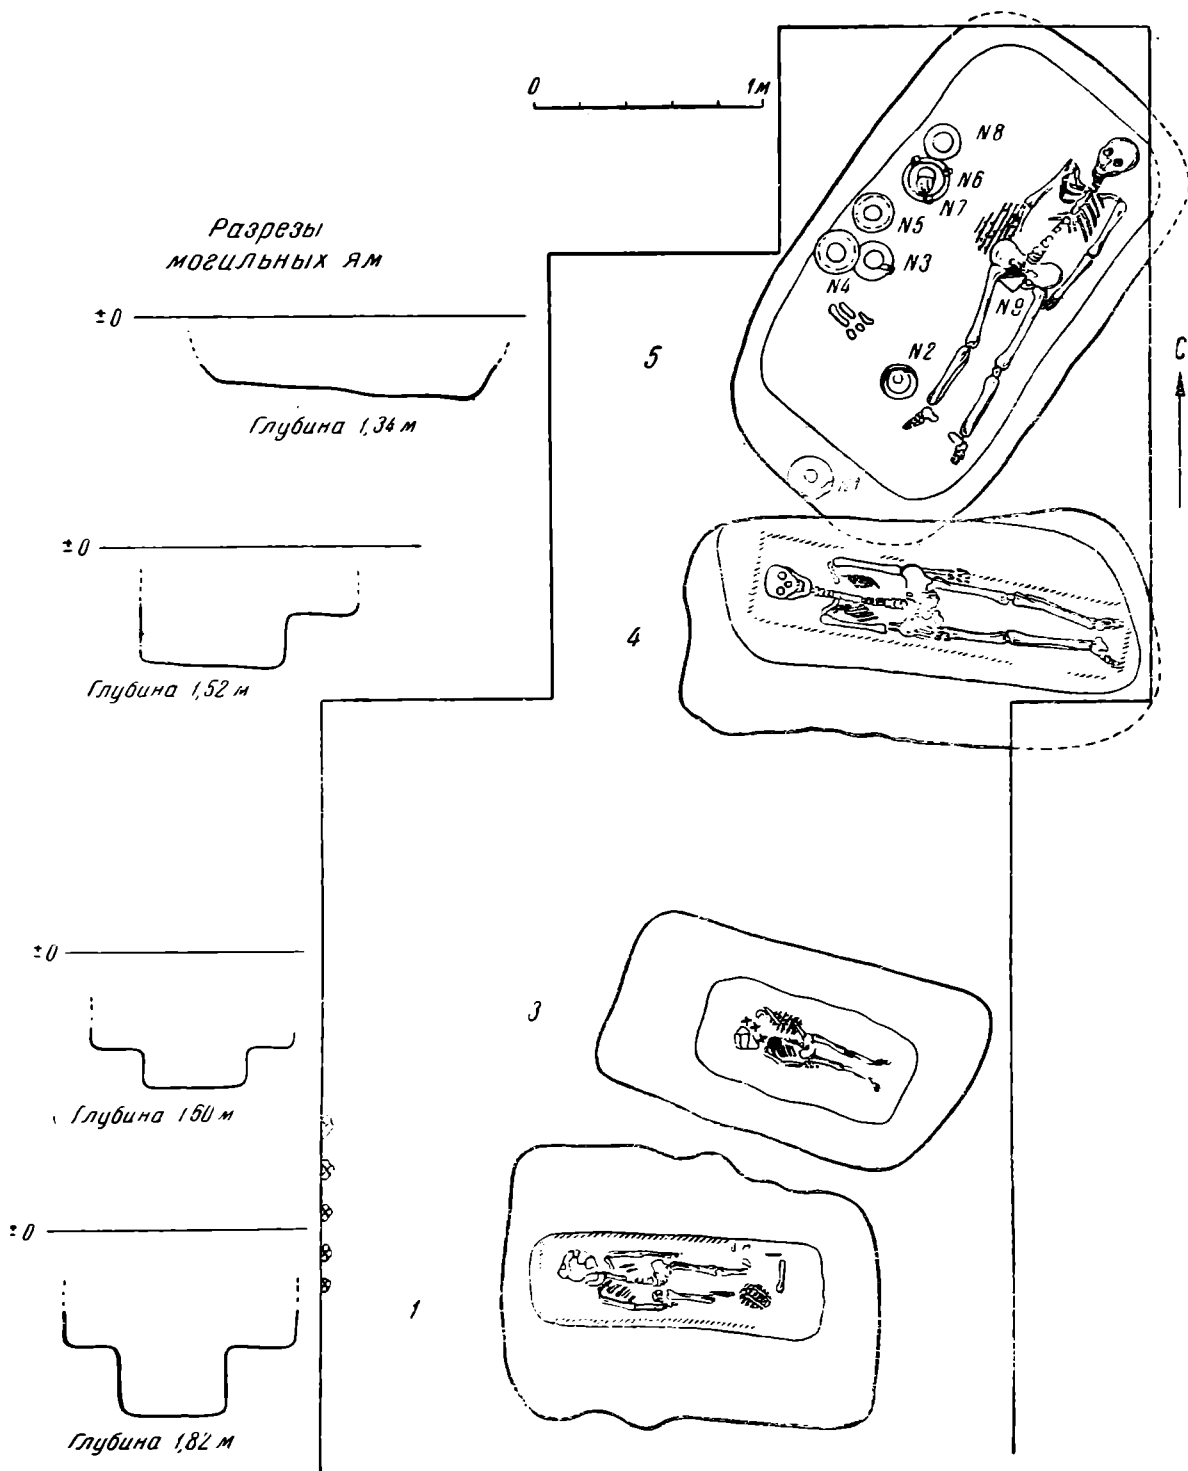 0 1м
N8
N6
N7
N5
N3
N4
N9
N2
N1
Разрезы
могильных ям
±0
Глубина 1,34 м
5
С
±0
Глубина 1,52 м
4
±0
Глубина 1 60 м
3
±0
Глубина 1,82 м
1